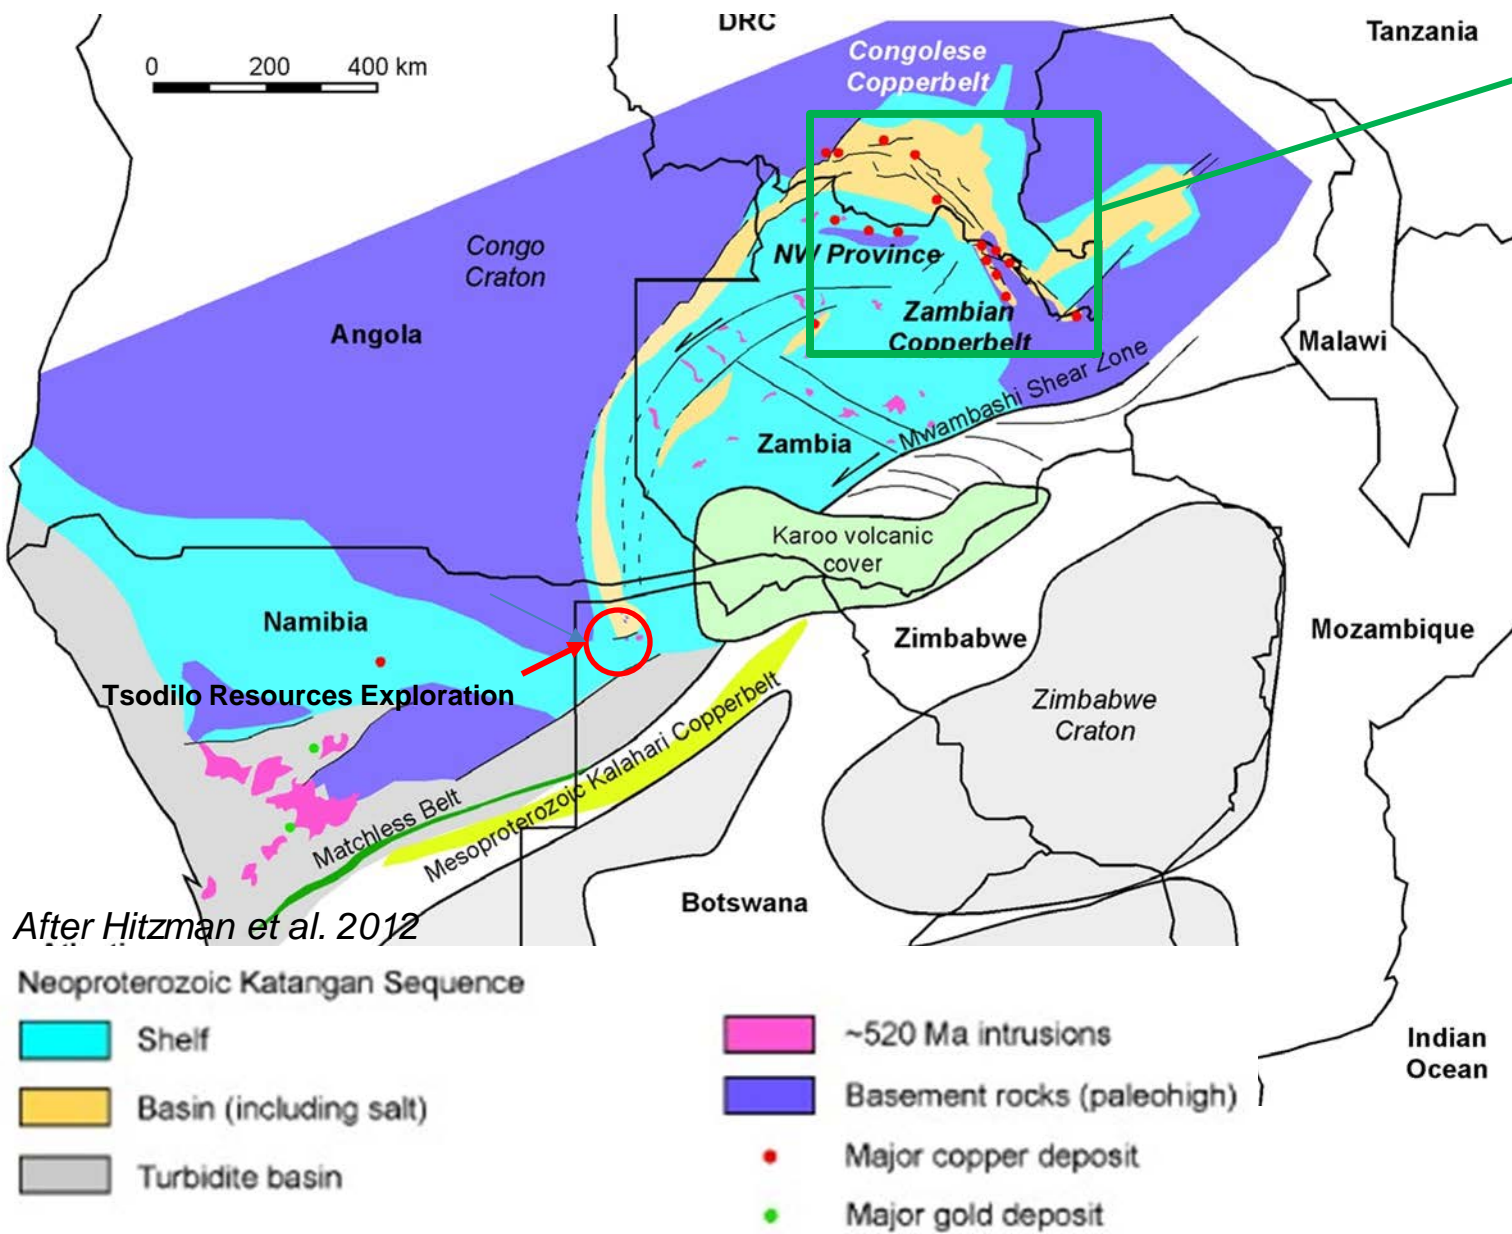 DRC
Tanzania
Congolese
Copperbelt
0 200 400 km
Congo
Craton
NW Province
Angola
Zambian
Copperbelt
Malawi
Mwambashi Shear Zone
Zambia
Karoo volcanic
cover
Namibia
Zimbabwe
Mozambique
Tsodilo Resources Exploration
Zimbabwe
Craton
Mesoproterozoic Kalahari Copperbelt
Matchless Belt
Botswana
After Hitzman et al. 2012
Neoproterozoic Katangan Sequence
Shelf
Basin (including salt)
Turbidite basin
~520 Ma intrusions
Basement rocks (paleohigh)
Major copper deposit
Major gold deposit
Indian
Ocean